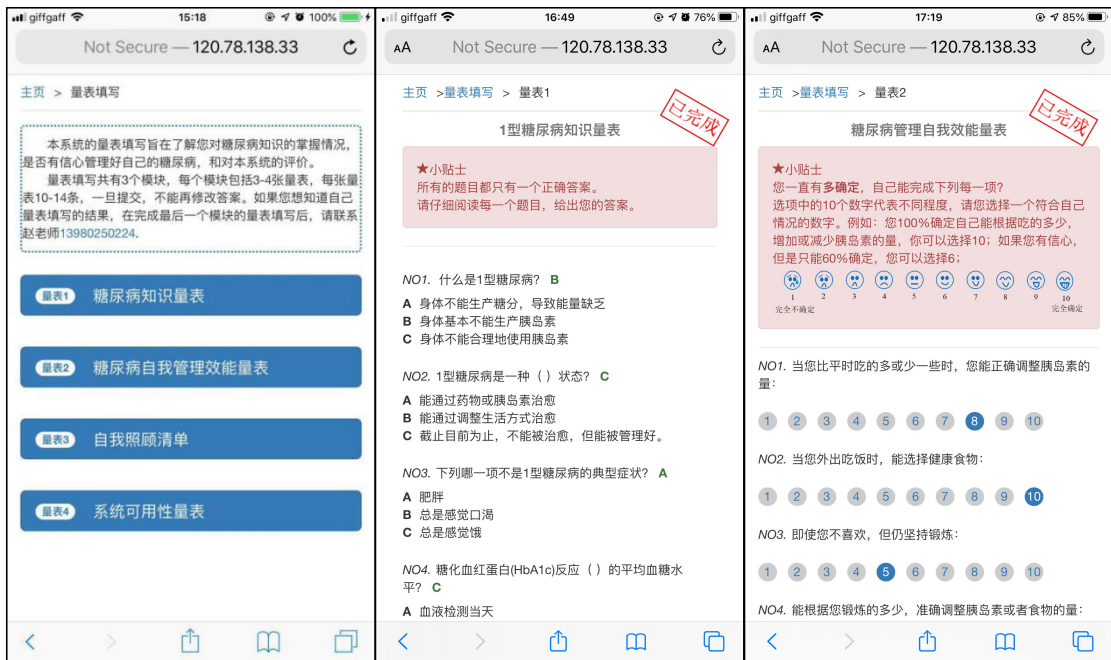 giffgaff 15:18 100%
Not Secure — 120.78.138.33
主页 > 量表填写
本系统的量表填写旨在了解您对糖尿病知识的掌握情况，
是否有信心管理好自己的糖尿病，和对本系统的评价。
量表填写共有3个模块，每个模块包括3-4张量表，每张量
表10-14条，一旦提交，不能再修改答案。如果您想知道自己
量表填写的结果，在完成最后一个模块的量表填写后，请联系
赵老师13980250224.
量表1 糖尿病知识量表
量表2 糖尿病自我管理效能量表
量表3 自我照顾清单
量表4 系统可用性量表
giffgaff 16:49 76%
AA Not Secure — 120.78.138.33
主页 >量表填写 > 量表1
已完成
1型糖尿病知识量表
★小贴士
所有的题目都只有一个正确答案。
请仔细阅读每一个题目，给出您的答案。
NO1. 什么是1型糖尿病？ B
A 身体不能生产糖分，导致能量缺乏
B 身体基本不能生产胰岛素
C 身体不能合理地使用胰岛素
NO2. 1型糖尿病是一种（）状态？ C
A 能通过药物或胰岛素治愈
B 能通过调整生活方式治愈
C 截止目前为止，不能被治愈，但能被管理好。
NO3. 下列哪一项不是1型糖尿病的典型症状？ A
A 肥胖
B 总是感觉口渴
C 总是感觉饿
NO4. 糖化血红蛋白(HbA1c)反应（）的平均血糖水
平？ C
A 血液检测当天
giffgaff 17:19 85%
AA Not Secure — 120.78.138.33
主页 >量表填写 > 量表2
已完成
糖尿病管理自我效能量表
★小贴士
您一直有多确定，自己能完成下列每一项？
选项中的10个数字代表不同程度，请您选择一个符合自己
情况的数字。例如：您100%确定自己能根据吃的多少，
增加或减少胰岛素的量，你可以选择10；如果您有信心，
但是只能60%确定，您可以选择6；
1 2 3 4 5 6 7 8 9 10
完全不确定 完全确定
NO1. 当您比平时吃的多或少一些时，您能正确调整胰岛素的
量：
1 2 3 4 5 6 7 8 9 10
NO2. 当您外出吃饭时，能选择健康食物：
1 2 3 4 5 6 7 8 9 10
NO3. 即使您不喜欢，但仍坚持锻炼：
1 2 3 4 5 6 7 8 9 10
NO4. 能根据您锻炼的多少，准确调整胰岛素或者食物的量：